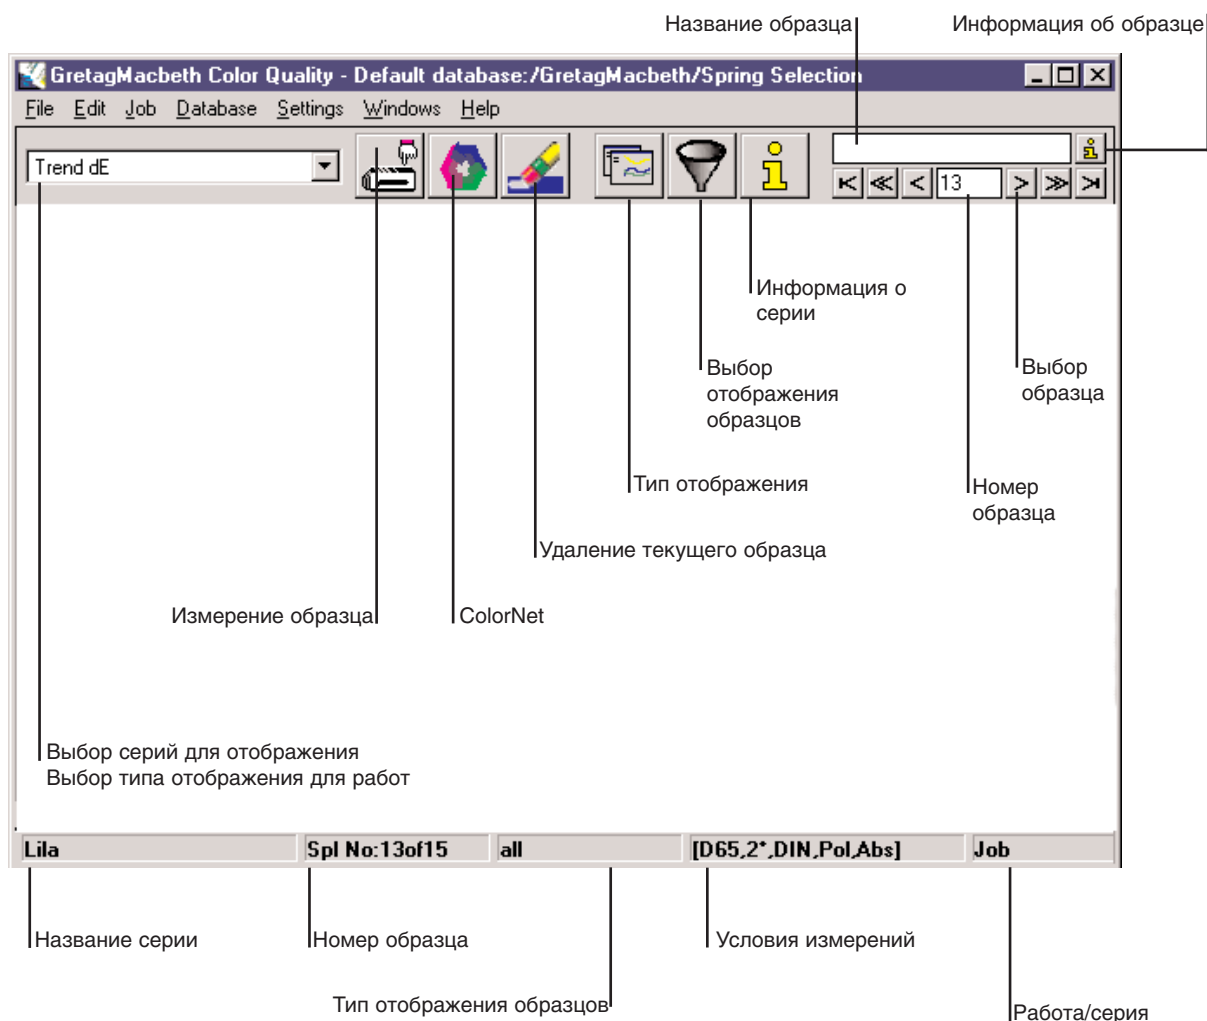 Название образца
Информация об образце
GretagMacbeth Color Quality - Default database:/GretagMacbeth/Spring Selection
File Edit Job Database Settings Windows Help
Trend dE
13
Информация о
серии
Выбор
отображения
образцов
Выбор
образца
Тип отображения
Номер
образца
Удаление текущего образца
Измерение образца
ColorNet
Выбор серий для отображения
Выбор типа отображения для работ
Lila
Spl No:13of15
all
[D65,2*,DIN,Pol,Abs]
Job
Название серии
Номер образца
Условия измерений
Тип отображения образцов
Работа/серия